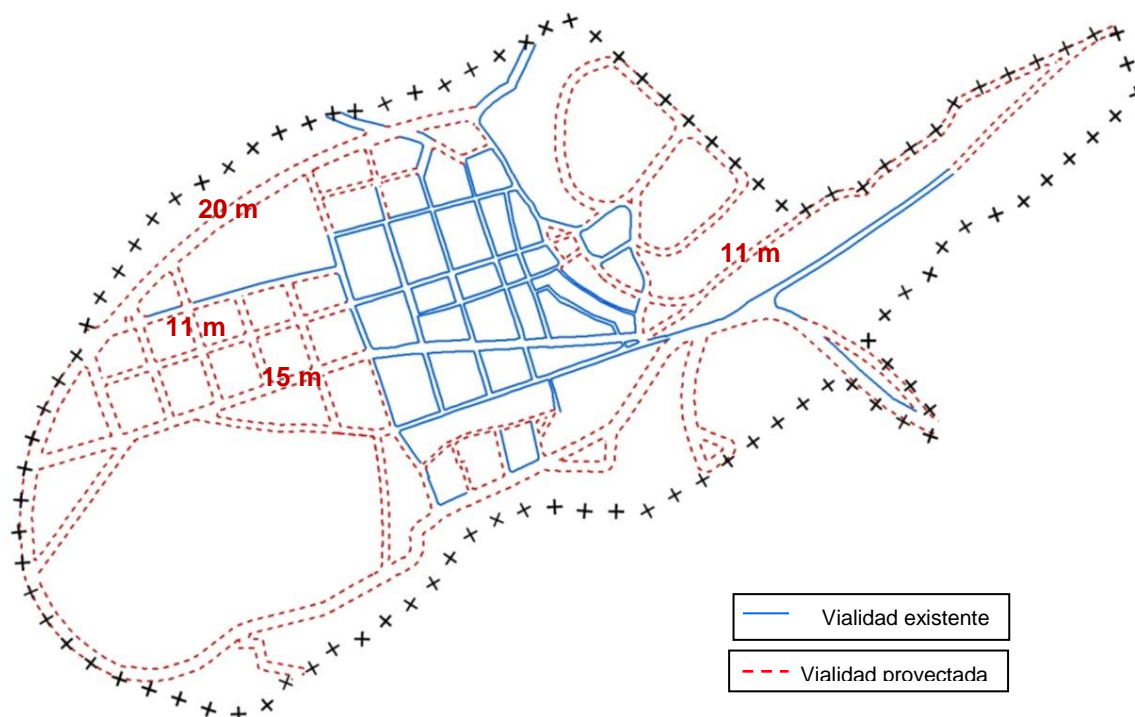 20 m
11 m
11 m
15 m
Vialidad existente
Vialidad proyectada